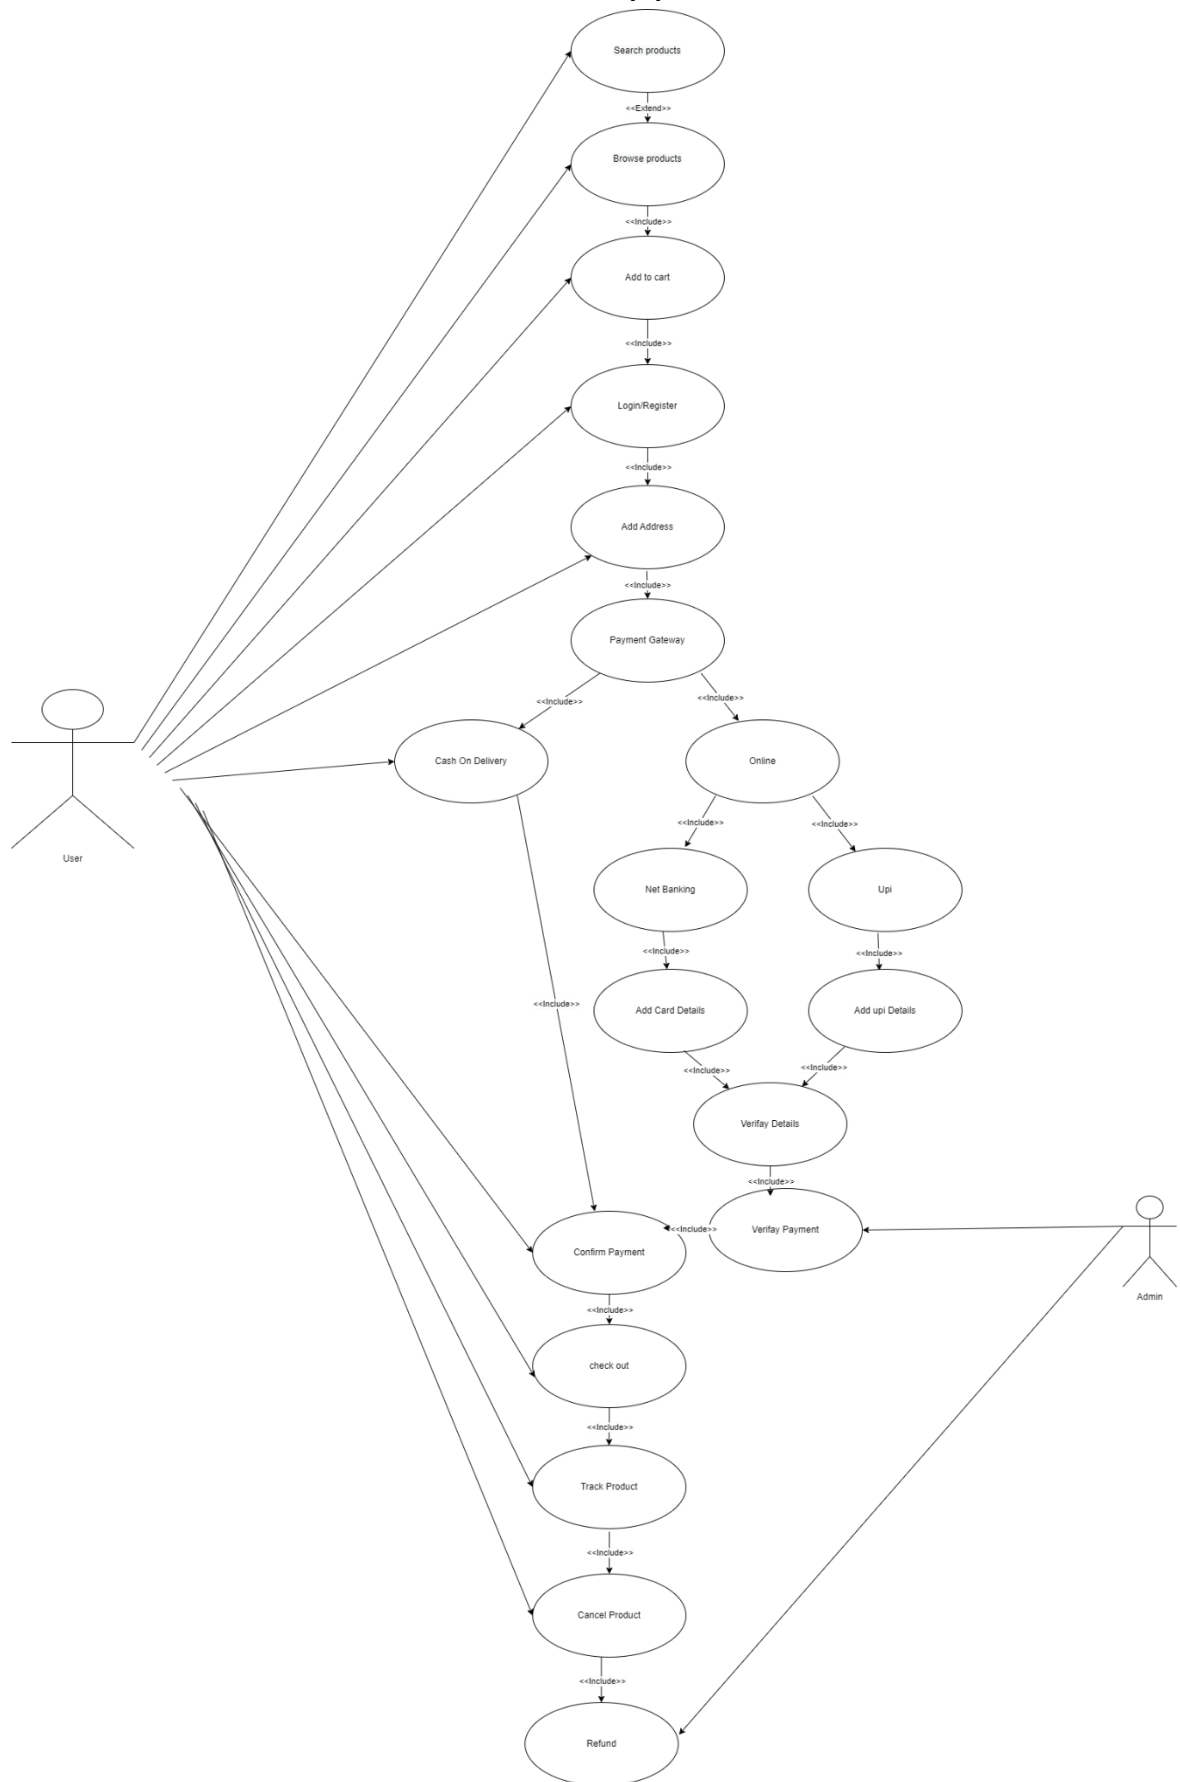 Search products
<<Extend>>
Browse products
<<Include>>
Add to cart
<<Include>>
Login/Register
<<Include>>
Add Address
<<Include>>
Payment Gateway
<<Include>>
<<Include>>
Cash On Delivery
Online
User
<<Include>>
<<Include>>
Net Banking
Upi
<<Include>>
<<Include>>
<<Include>>
Add Card Details
Add upi Details
<<Include>>
<<Include>>
Verifay Details
<<Include>>
<<Include>>
Verifay Payment
Confirm Payment
Admin
<<Include>>
check out
<<Include>>
Track Product
<<Include>>
Cancel Product
<<Include>>
Refund